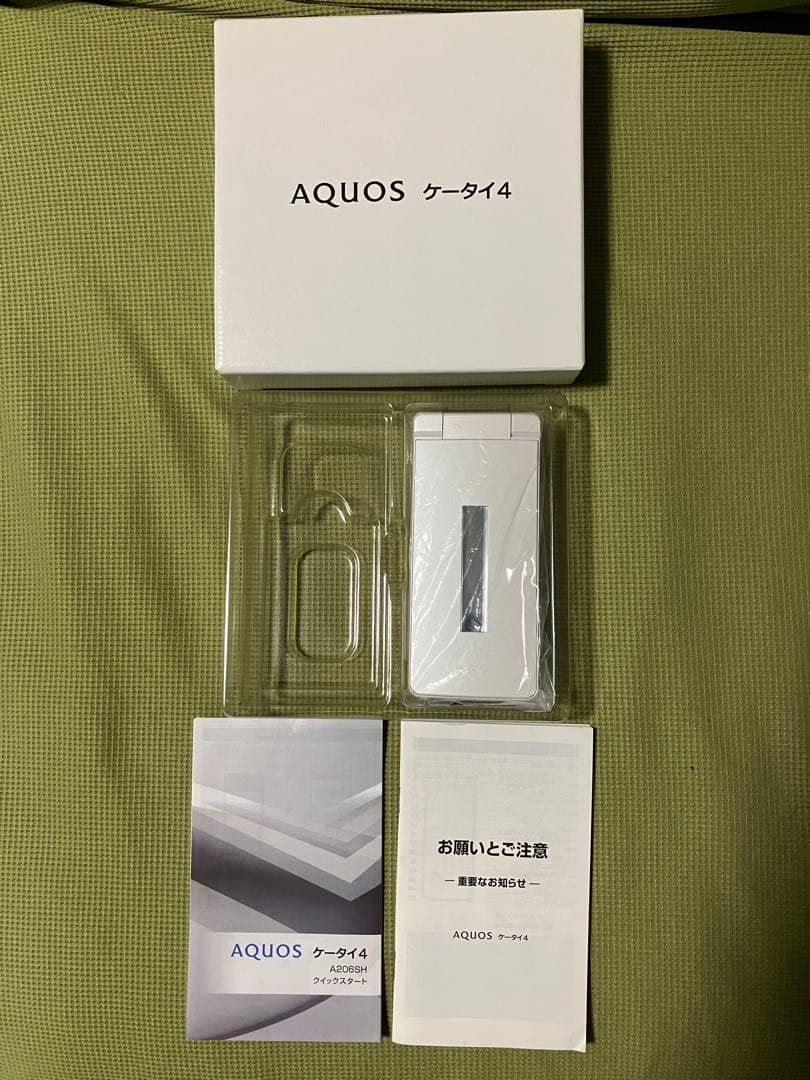 AQUOS ケータイ4
AQUOS ケータイ4
A206SH
クイックスタート
お願いとご注意
― 重要なお知らせ ―
AQUOS ケータイ4